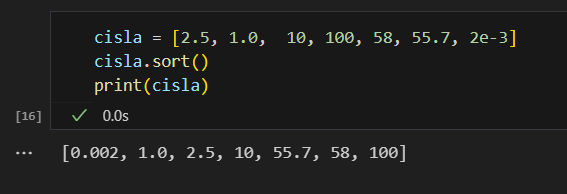 cisla = [2.5, 1.0,  10, 100, 58, 55.7, 2e-3]
cisla.sort()
print(cisla)
[16] ✓ 0.0s
... [0.002, 1.0, 2.5, 10, 55.7, 58, 100]